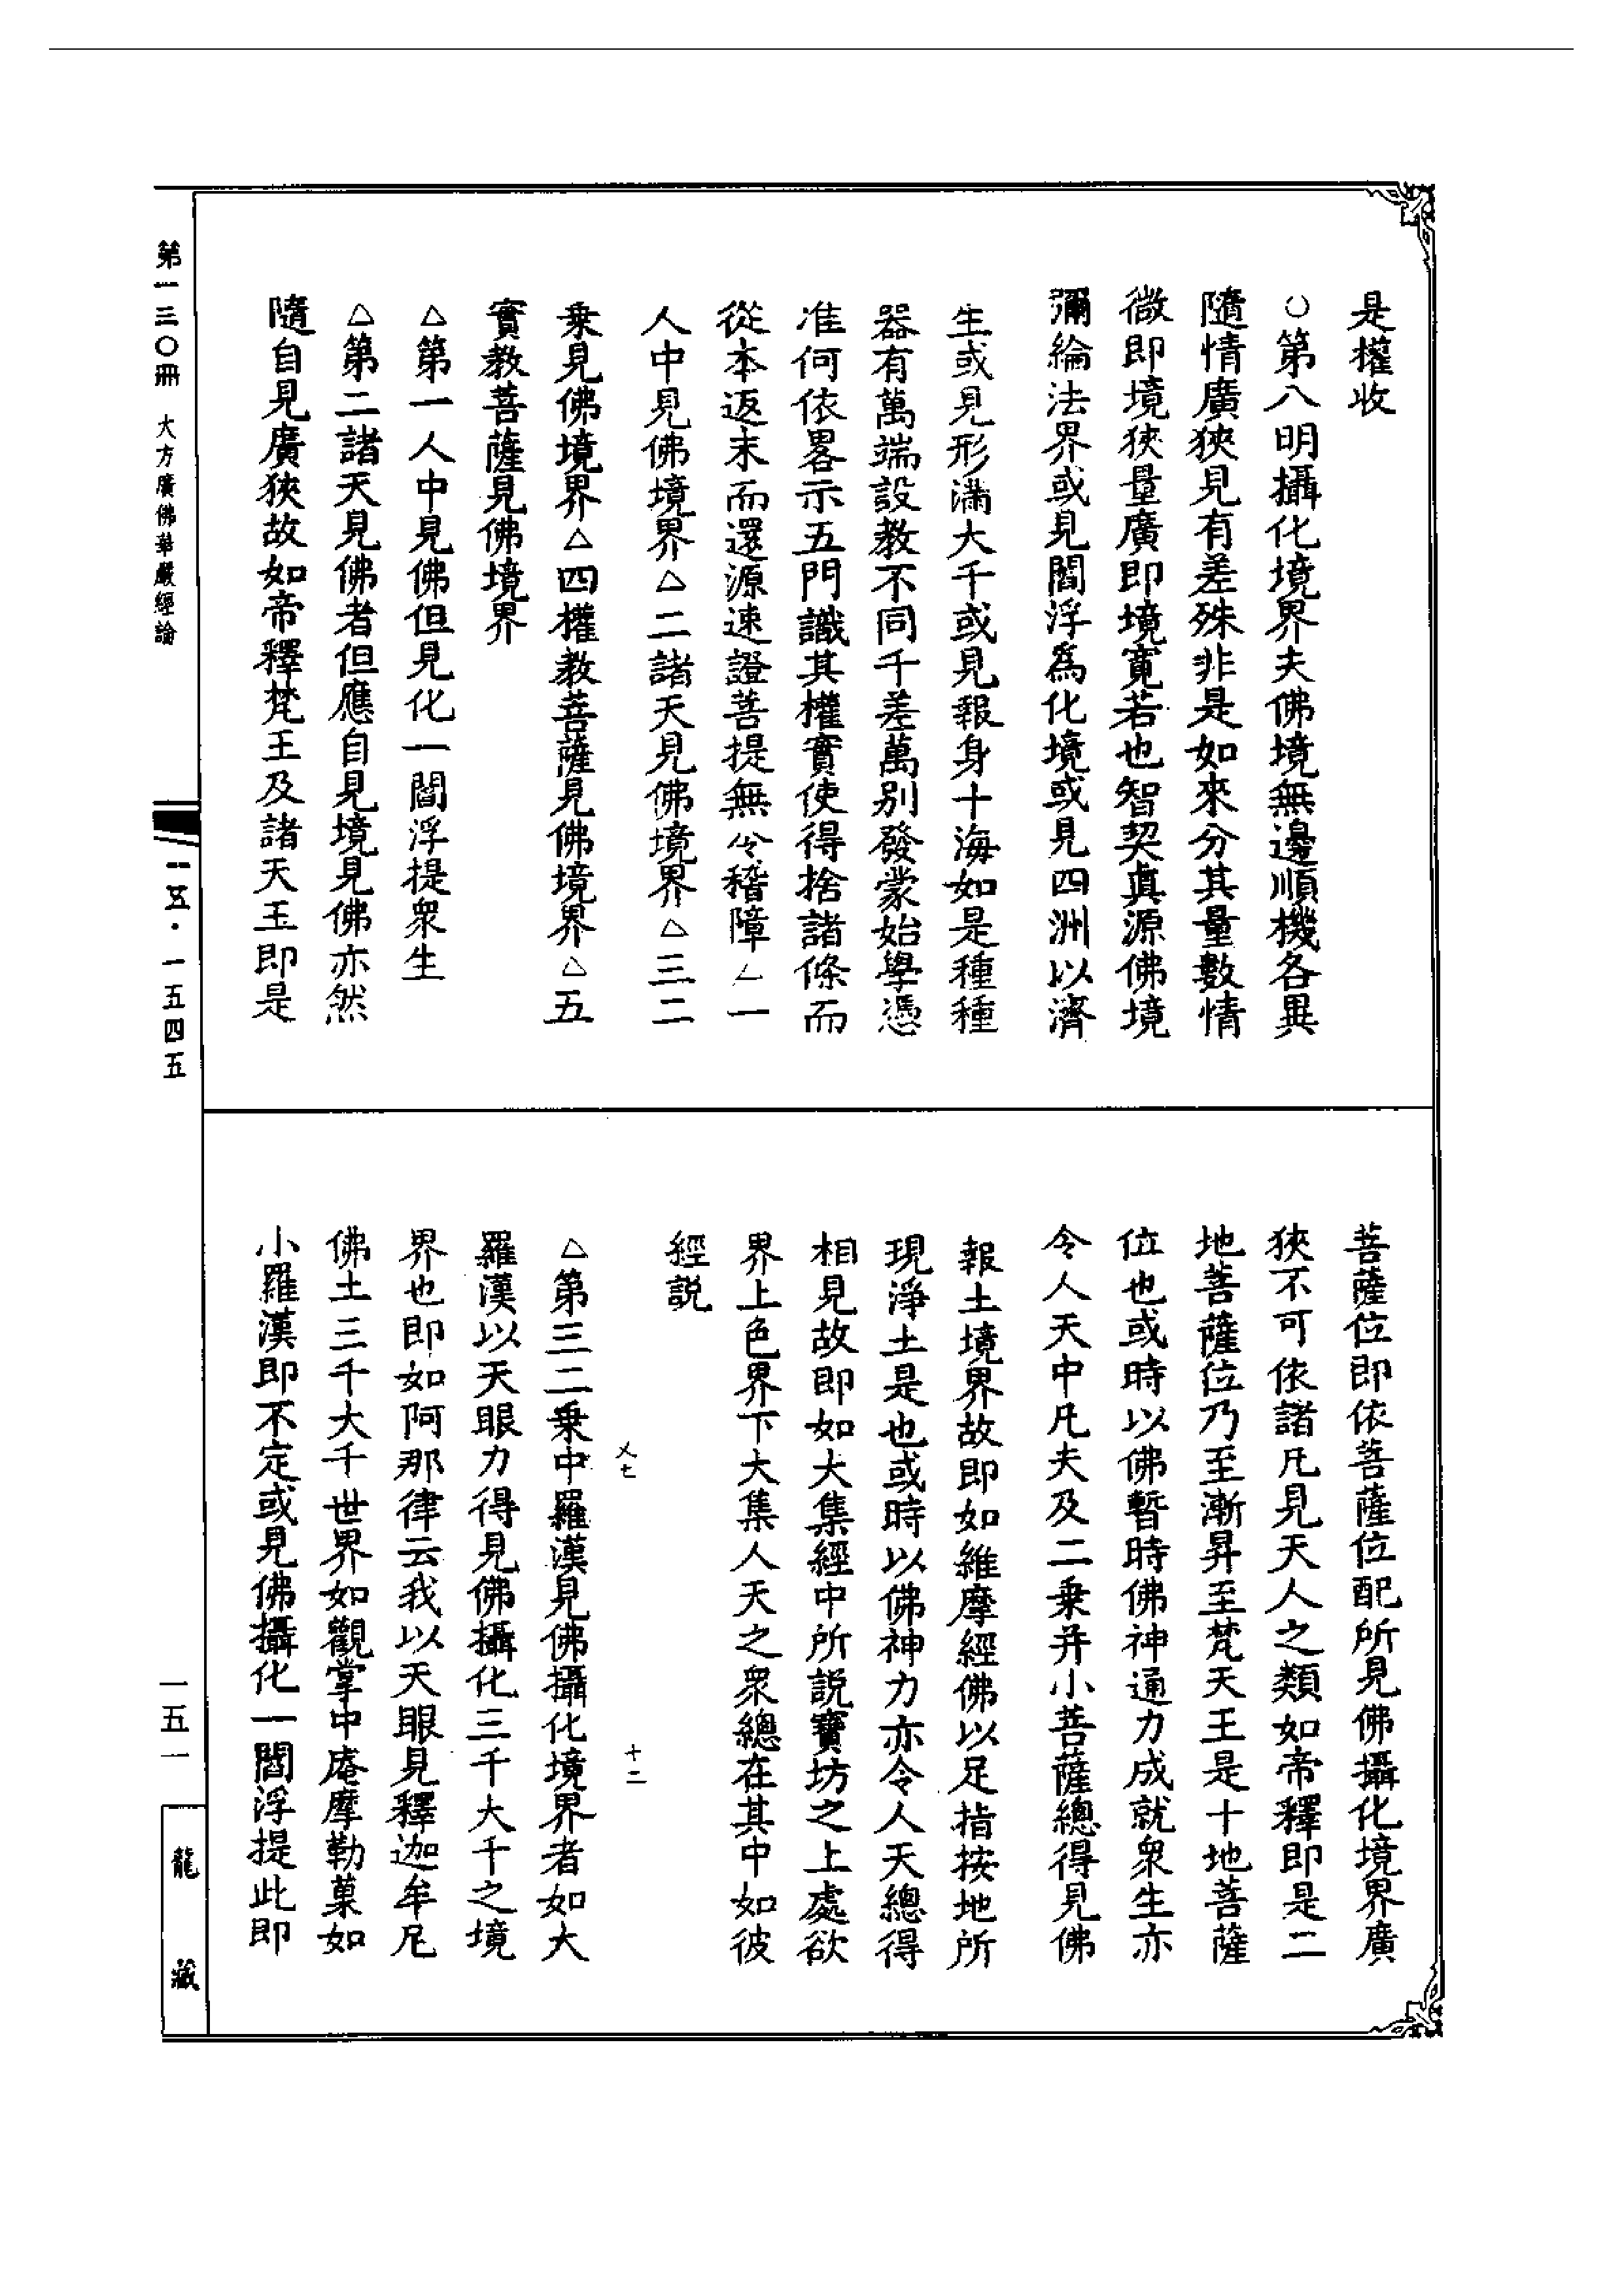 是權收
○第八明攝化境界夫佛境無邊順機各異
隨情廣狹見有差殊非是如來分其量數情
微即境狹量廣即境寬若也智契真源佛境
彌綸法界或見閻浮為化境或見四洲以濟
生或見形滿大千或見報身十海如是種種
器有萬端設教不同千差萬別發蒙始學憑
准何依畧示五門識其權實使得捨諸條而
從本返末而還源速證菩提無令稽障△一
人中見佛境界△二諸天見佛境界△三二
乗見佛境界△四權教菩薩見佛境界△五
實教菩薩見佛境界
△第一人中見佛但見化一閻浮提衆生
△第二諸天見佛者但應自見境見佛亦然
隨自見廣狹故如帝釋梵王及諸天王即是
菩薩位即依菩薩位配所見佛攝化境界廣
狹不可依諸凡見天人之類如帝釋即是二
地菩薩位乃至漸昇至梵天王是十地菩薩
位也或時以佛暫時佛神通力成就衆生亦
令人天中凡夫及二乗并小菩薩總得見佛
報土境界故即如維摩經佛以足指按地所
現淨土是也或時以佛神力亦令人天總得
相見故即如大集經中所説寶坊之上處欲
界上色界下大集人天之衆總在其中如彼
經説
㐅七 十二
△第三二乗中羅漢見佛攝化境界者如大
羅漢以天眼力得見佛攝化三千大千之境
界也即如阿那律云我以天眼見釋迦牟尼
佛土三千大千世界如觀掌中庵摩勒菓如
小羅漢即不定或見佛攝化一閻浮提此即
第一三〇冊 大方廣佛華嚴經論
一五·一五四五
一五一
龍藏